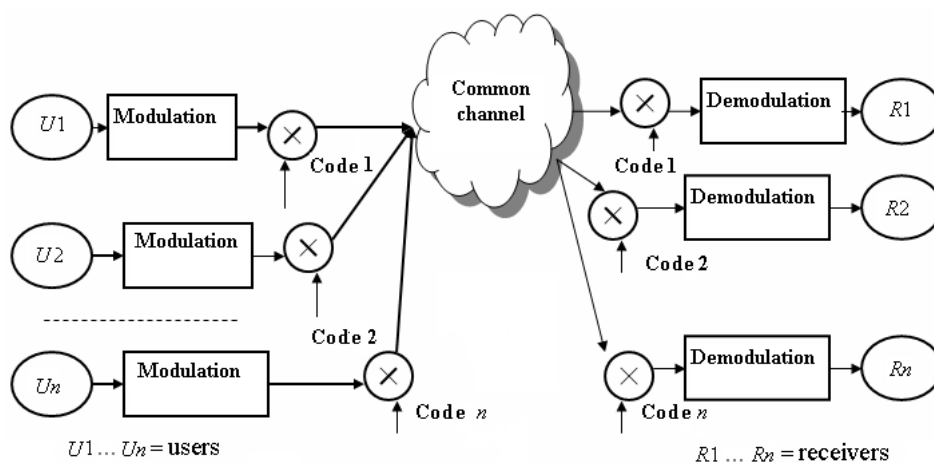 Common
channel
U1
Modulation
×
Code 1
×
Code 1
Demodulation
R1
U2
Modulation
×
Code 2
×
Code 2
Demodulation
R2
Un
Modulation
×
Code n
×
Code n
Demodulation
Rn
U1... Un = users
R1... Rn = receivers